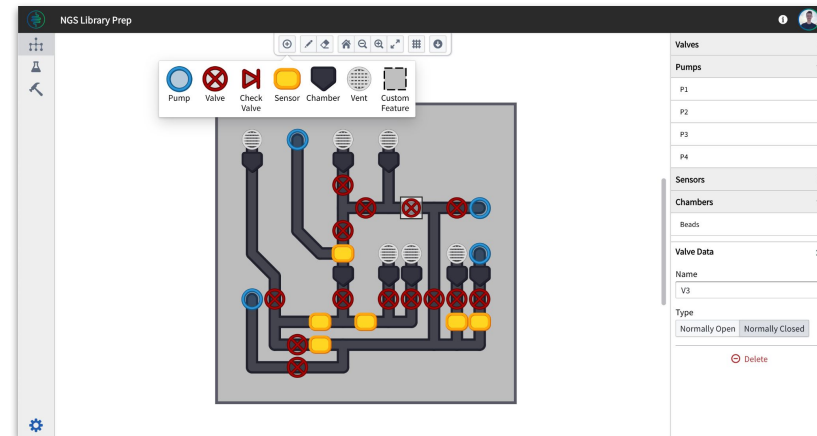 NGS Library Prep
Pump
Valve
Check
Valve
Sensor
Chamber
Vent
Custom
Feature
Valves
Pumps
P1
P2
P3
P4
Sensors
Chambers
Beads
Valve Data
Name
V3
Type
Normally Open
Normally Closed
Delete